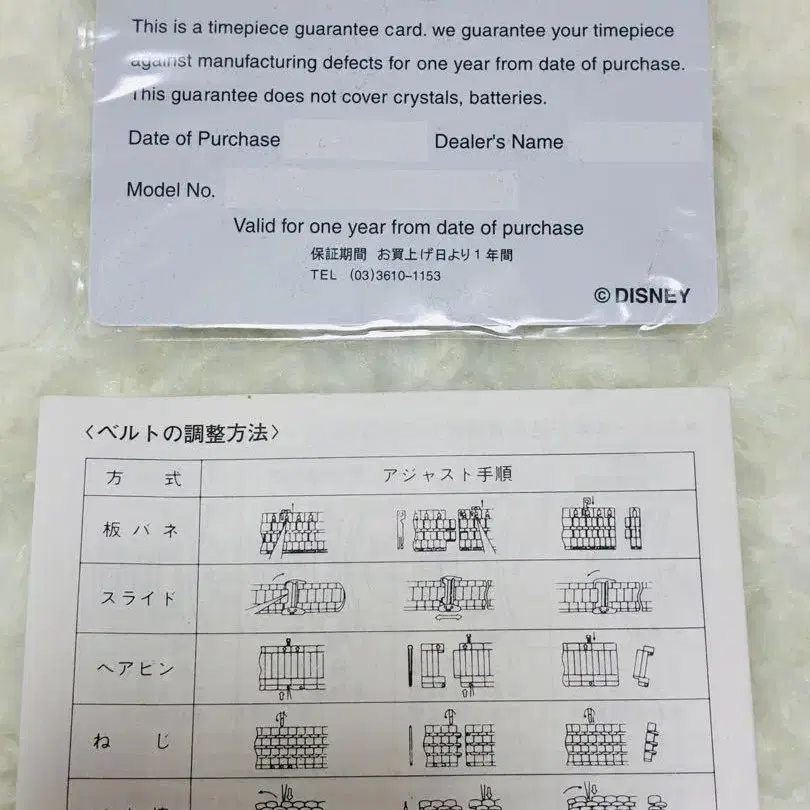 This is a timepiece guarantee card. we guarantee your timepiece
against manufacturing defects for one year from date of purchase.
This guarantee does not cover crystals, batteries.
Date of Purchase Dealer's Name
Model No.
Valid for one year from date of purchase
保証期間 お買上げ日より1年間
TEL (03)3610–1153
© DISNEY
〈ベルトの調整方法〉
方 式 アジャスト手順
板バネ
スライド
ヘアピン
ねじ